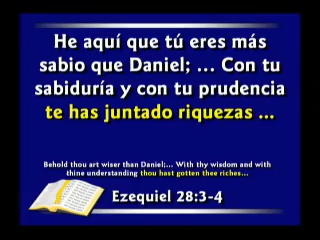 He aquí que tú eres más
sabio que Daniel; ... Con tu
sabiduría y con tu prudencia
te has juntado riquezas ...
Behold thou art wiser than Daniel;... With thy wisdom and with
thine understanding thou hast gotten thee riches...
Ezequiel 28:3-4